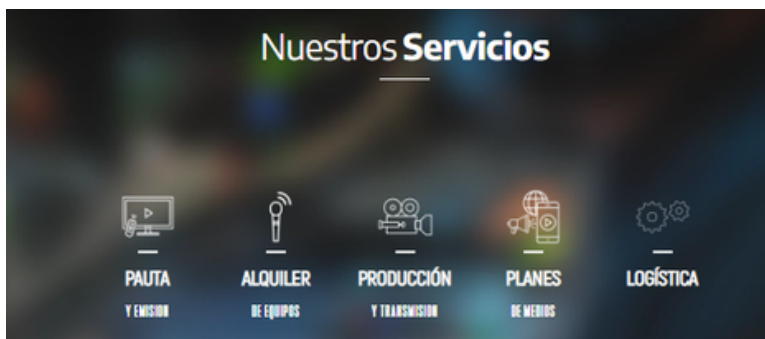 Nuestros Servicios
PAUTA
Y EMISION
ALQUILER
DE EQUIPOS
PRODUCCIÓN
Y TRANSMISION
PLANES
DE MEDIOS
LOGÍSTICA